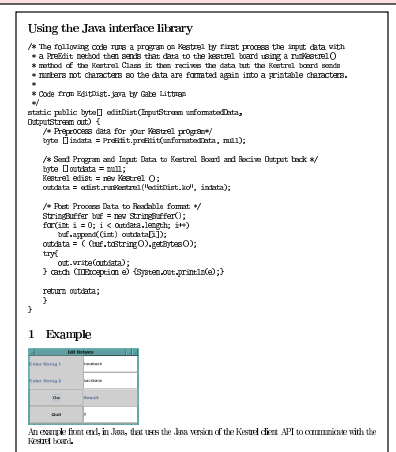 Using the Java interface library
/* The following code runs a program on Kestrel by first process the input data with
* a PreEdit method then sends that data to the kestrel board using a runKestrel()
* method of the Kestrel Class it then recives the data but the Kestrel board sends
* numbers not characters so the data are formated again into a printable characters.
*
* Code from EditDist.java by Gabe Littman
*/
static public byte[] editDist(InputStream unformatedData,
OutputStream out) {
/* Preprocess data for your Kestrel program*/
byte []indata = PreEdit.preEdit(unformatedData, null);
/* Send Program and Input Data to Kestrel Board and Recive Output back */
byte []outdata = null;
Kestrel edist = new Kestrel ();
outdata = edist.runKestrel("editDist.ko", indata);
/* Post Process Data to Readable format */
StringBuffer buf = new StringBuffer();
for(int i = 0; i < outdata.length; i++)
buf.append((int) outdata[i]);
outdata = ( (buf.toString()).getBytes());
try{
out.write(outdata);
} catch (IOException e) {System.out.println(e);}
return outdata;
}
}
1 Example
Edit Distance
Enter String 1
Enter String 2 backtrace
Go Result:
Quit
An example front end, in Java, that uses the Java version of the Kestrel client API to communicate with the
Kestrel board.